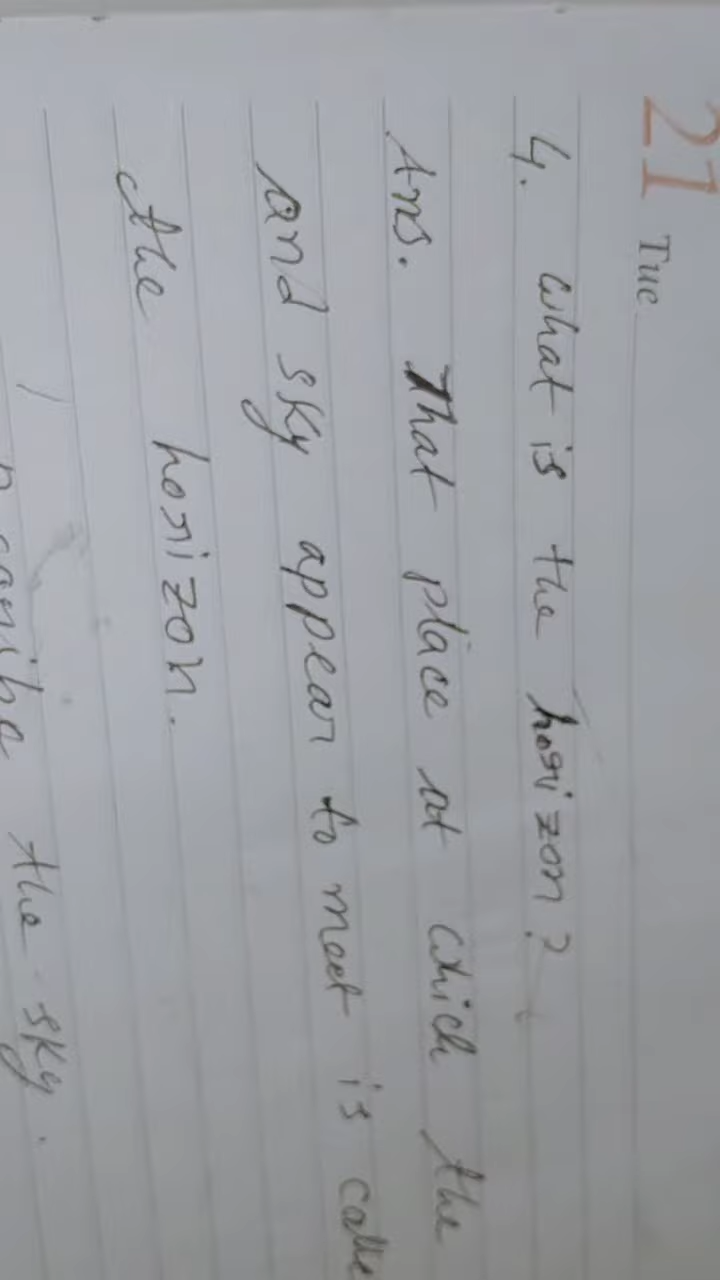 21 Tue
4. What is the horizon?
Ans. That place at which the
and sky appear to meet is calle
the horizon.
the sky.